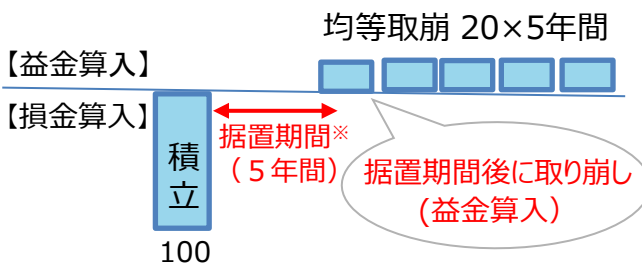 均等取崩 20×5年間
【益金算入】
【損金算入】
据置期間※
（５年間）
積
立
据置期間後に取り崩し
(益金算入）
100